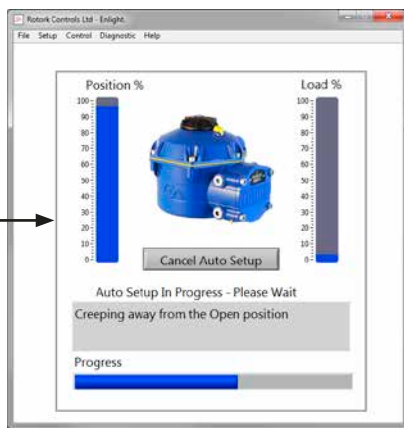 Rotork Controls Ltd - Enlight.
File Setup Control Diagnostic Help
Position % Load %
100 100
90 90
80 80
70 70
60 60
50 50
40 40
30 30
20 20
10 10
0 0
Cancel Auto Setup
Auto Setup In Progress - Please Wait
Creeping away from the Open position
Progress